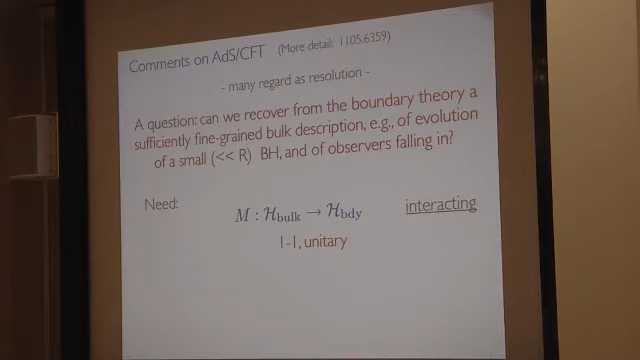 Comments on AdS/CFT (More detail: 1105.6359)
- many regard as resolution -
A question: can we recover from the boundary theory a
sufficiently fine-grained bulk description, e.g., of evolution
of a small (<< R) BH, and of observers falling in?
Need:
M : ℋbulk → ℋbdy interacting
1-1, unitary